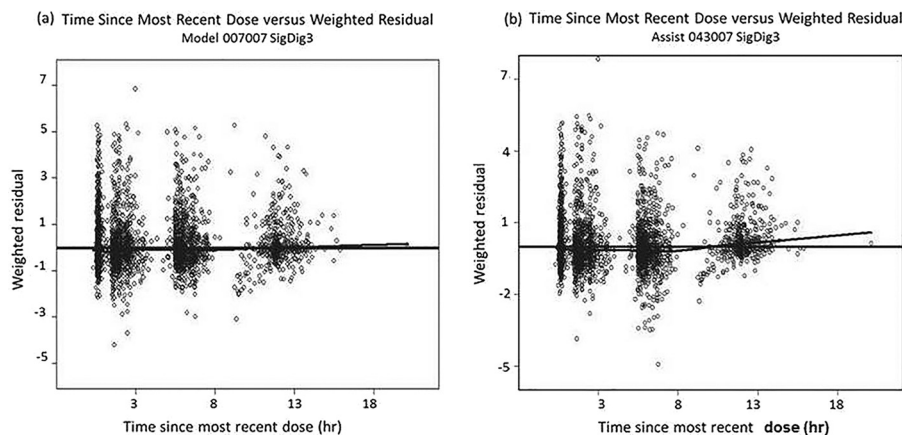 (a) Time Since Most Recent Dose versus Weighted Residual
Model 007007 SigDig3
7
5
3
1
-1
-3
-5
Weighted residual
3 8 13 18
Time since most recent dose (hr)
(b) Time Since Most Recent Dose versus Weighted Residual
Assist 043007 SigDig3
7
4
1
-2
-5
Weighted residual
3 8 13 18
Time since most recent dose (hr)